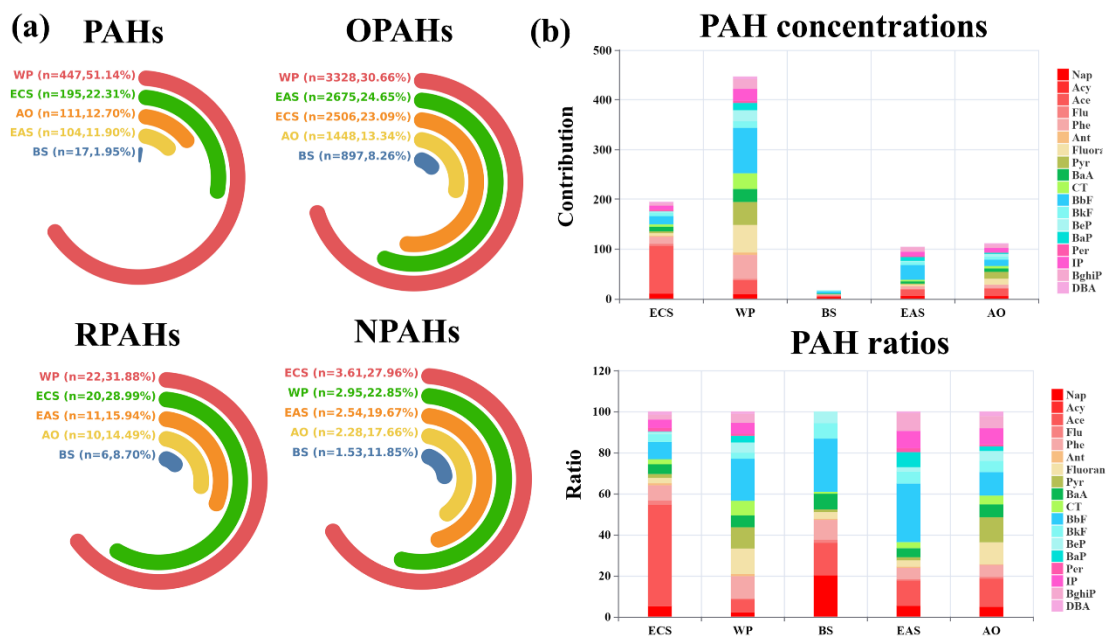 (a)
PAHs
WP (n=447,51.14%)
ECS (n=195,22.31%)
AO (n=111,12.70%)
EAS (n=104,11.90%)
BS (n=17,1.95%)
OPAHs
WP (n=3328,30.66%)
EAS (n=2675,24.65%)
ECS (n=2506,23.09%)
AO (n=1448,13.34%)
BS (n=897,8.26%)
RPAHs
WP (n=22,31.88%)
ECS (n=20,28.99%)
EAS (n=11,15.94%)
AO (n=10,14.49%)
BS (n=6,8.70%)
NPAHs
ECS (n=3.61,27.96%)
WP (n=2.95,22.85%)
EAS (n=2.54,19.67%)
AO (n=2.28,17.66%)
BS (n=1.53,11.85%)
(b)
PAH concentrations
Contribution
500
400
300
200
100
0
ECS
WP
BS
EAS
AO
Nap
Acy
Ace
Flu
Phe
Ant
Fluora
Pyr
BaA
CT
BbF
BkF
BeP
BaP
Per
IP
BghiP
DBA
PAH ratios
Ratio
120
100
80
60
40
20
0
ECS
WP
BS
EAS
AO
Nap
Acy
Ace
Flu
Phe
Ant
Fluoran
Pyr
BaA
CT
BbF
BkF
BeP
BaP
Per
IP
BghiP
DBA